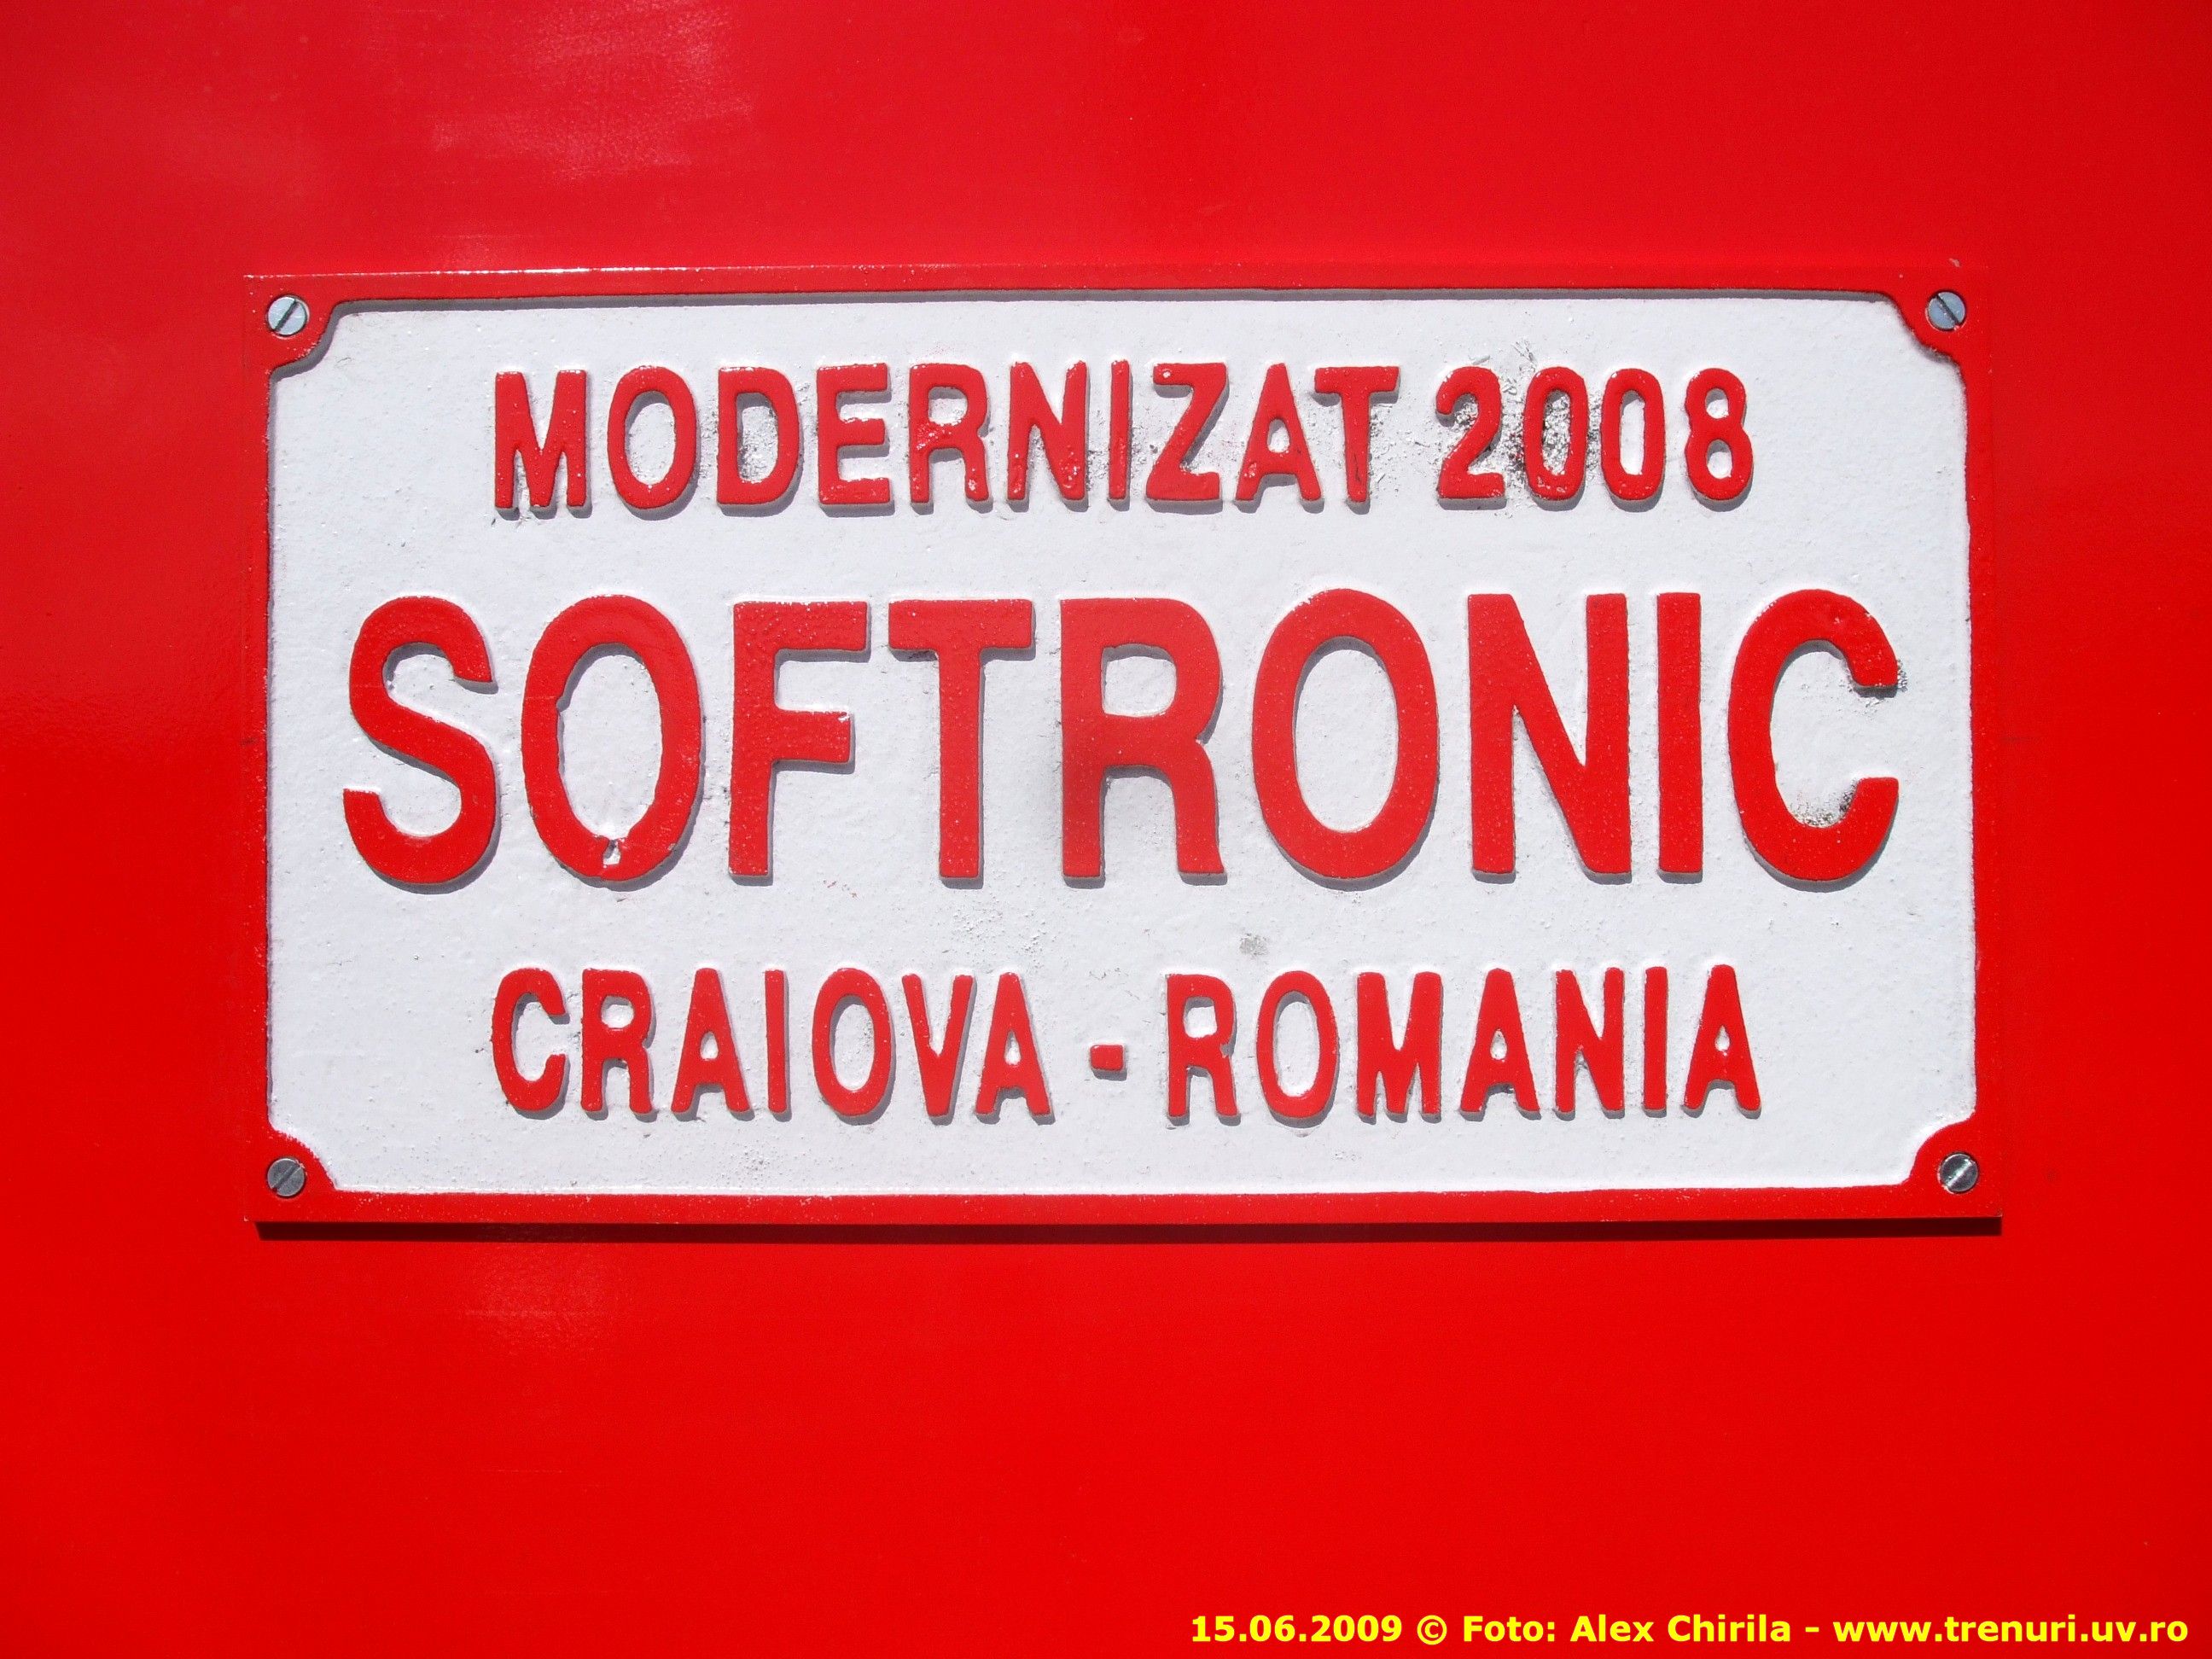 MODERNIZAT 2008
SOFTRONIC
CRAIOVA - ROMANIA
15.06.2009 © Foto: Alex Chirila - www.trenuri.uv.ro